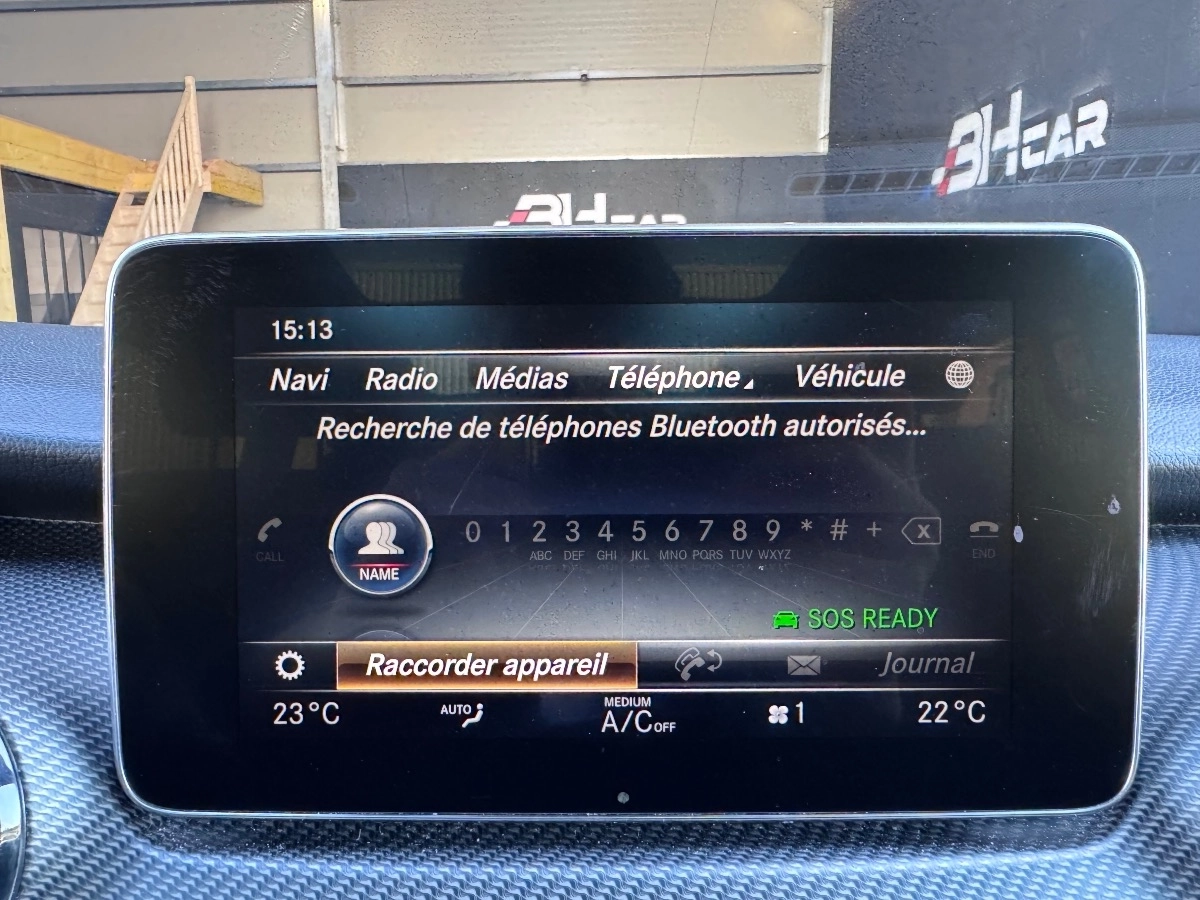 BHCAR
BHCAR
15:13
Navi Radio Médias Téléphone Véhicule
Recherche de téléphones Bluetooth autorisés...
CALL NAME 0 1 2 3 4 5 6 7 8 9 * # + X END
ABC DEF GHI JKL MNO PQRS TUV WXYZ
SOS READY
Raccorder appareil Journal
23°C AUTO MEDIUM 1 22°C
A/C OFF